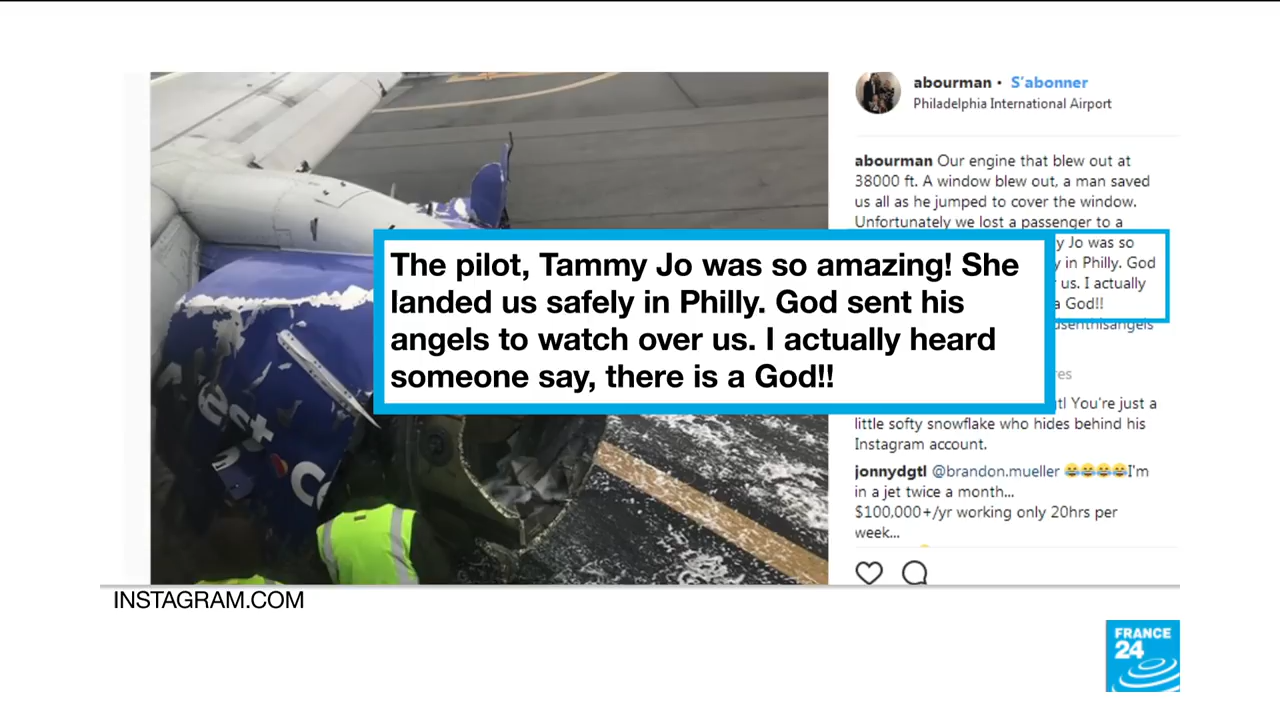 abourman • S'abonner
Philadelphia International Airport
abourman Our engine that blew out at
38000 ft. A window blew out, a man saved
us all as he jumped to cover the window.
Unfortunately we lost a passenger to a
y Jo was so
y in Philly. God
us. I actually
a God!!
The pilot, Tammy Jo was so amazing! She
landed us safely in Philly. God sent his
angels to watch over us. I actually heard
someone say, there is a God!!
dsenthisangels
You're just a
little softy snowflake who hides behind his
Instagram account.
jonnydgtl @brandon.mueller 😂😂😂😂I'm
in a jet twice a month...
$100,000+/yr working only 20hrs per
week...
INSTAGRAM.COM
FRANCE
24